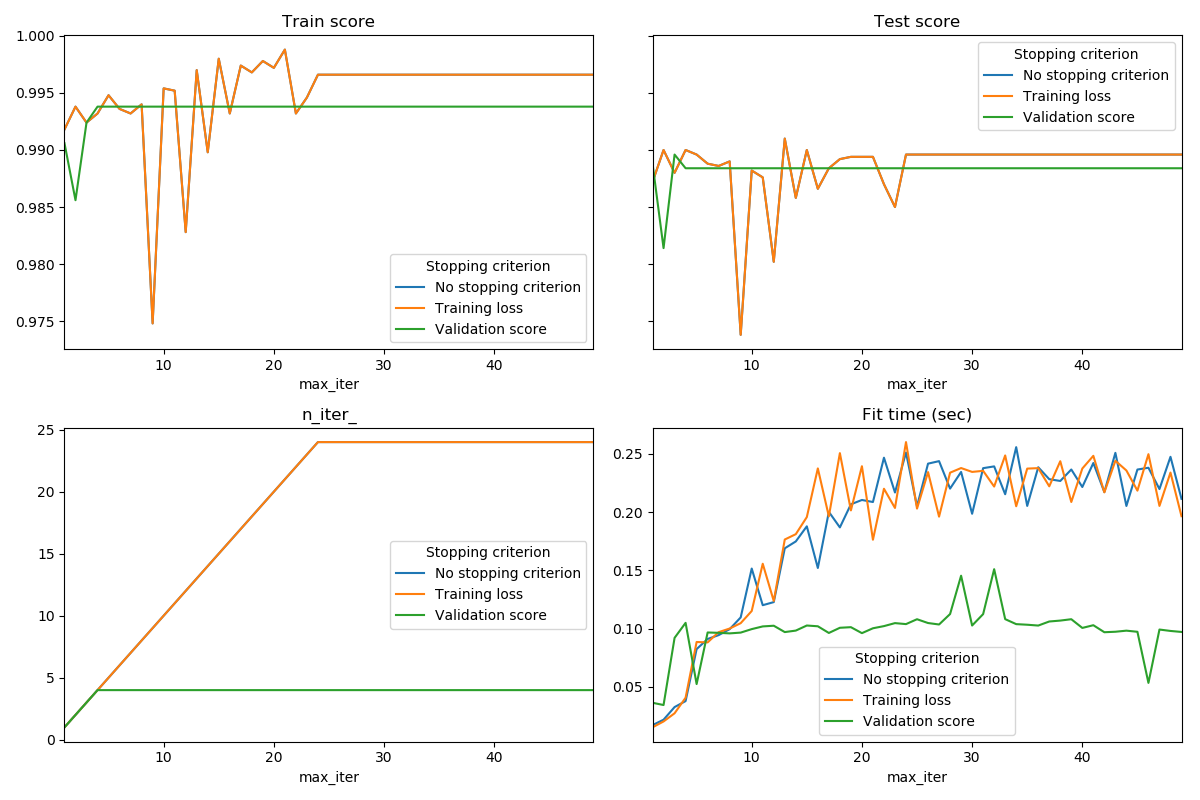 Train score
1.000
0.995
0.990
0.985
0.980
0.975
Stopping criterion
No stopping criterion
Training loss
Validation score
10 20 30 40
max_iter
Test score
Stopping criterion
No stopping criterion
Training loss
Validation score
10 20 30 40
max_iter
n_iter_
25
20
15
10
5
0
Stopping criterion
No stopping criterion
Training loss
Validation score
10 20 30 40
max_iter
Fit time (sec)
0.25
0.20
0.15
0.10
0.05
Stopping criterion
No stopping criterion
Training loss
Validation score
10 20 30 40
max_iter